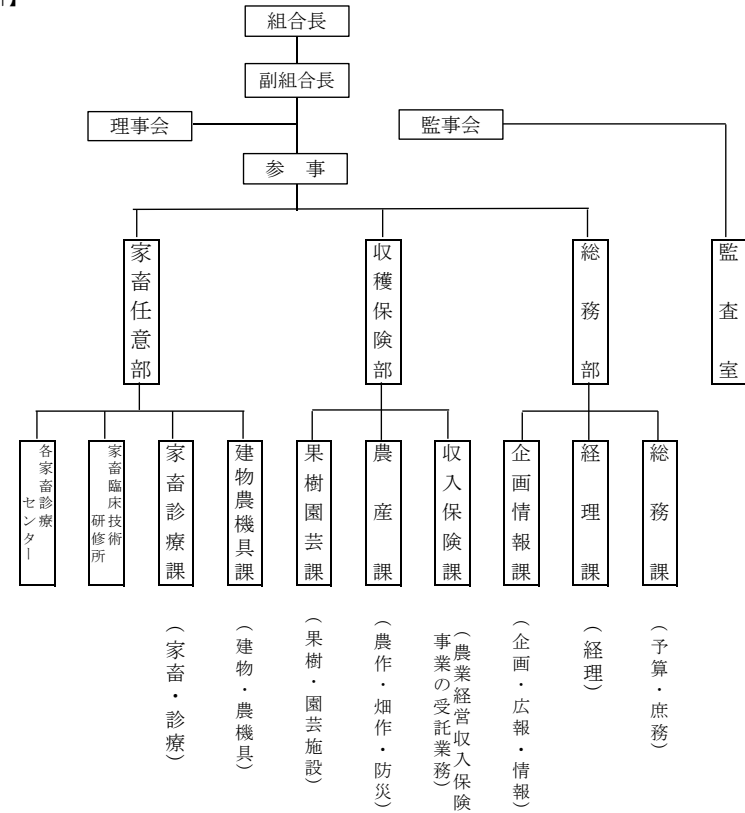 組合長
副組合長
理事会
監事会
参　事
家畜任意部
収穫保険部
総務部
監査室
各家畜診療
センター
家畜臨床技術
研修所
家畜診療課
建物農機具課
果樹園芸課
農産課
収入保険課
企画情報課
経理課
総務課
（家畜・診療）
（建物・農機具）
（果樹・園芸施設）
（農作・畑作・防災）
（農業経営収入保険
事業の受託業務）
（企画・広報・情報）
（経理）
（予算・庶務）